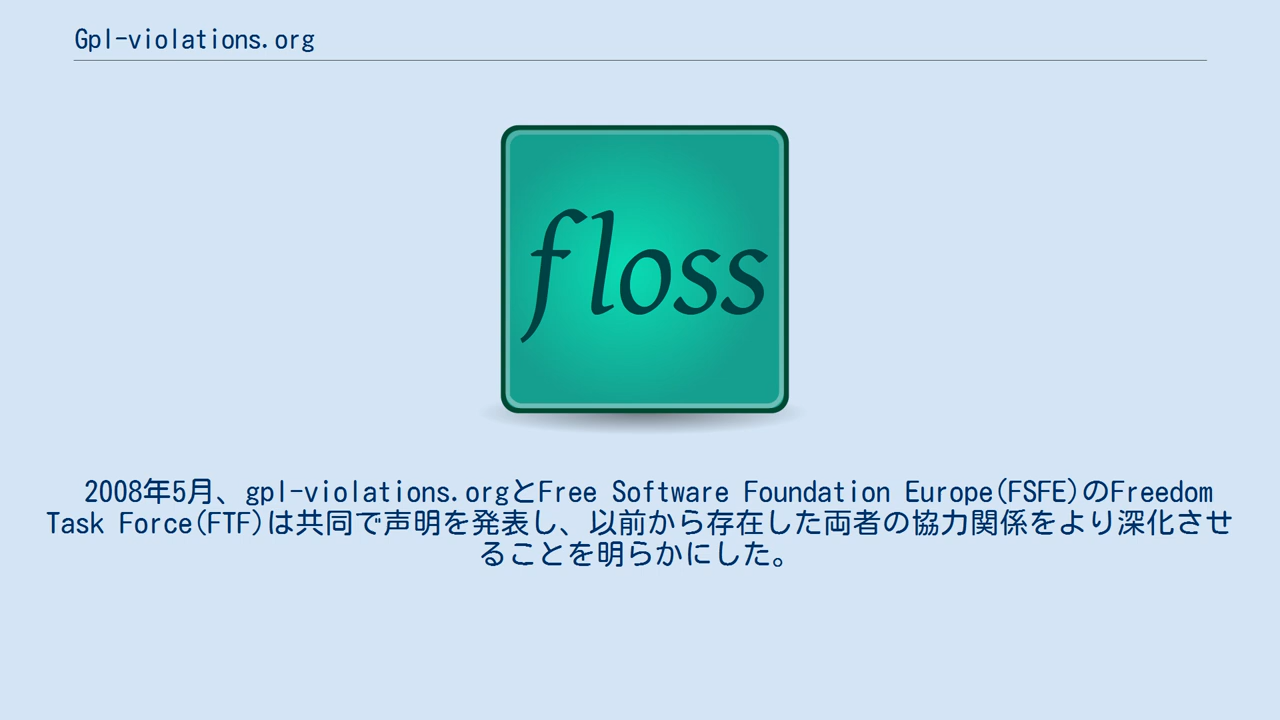 Gpl-violations.org
floss
2008年5月、gpl-violations.orgとFree Software Foundation Europe(FSFE)のFreedom
Task Force(FTF)は共同で声明を発表し、以前から存在した両者の協力関係をより深化させ
ることを明らかにした。